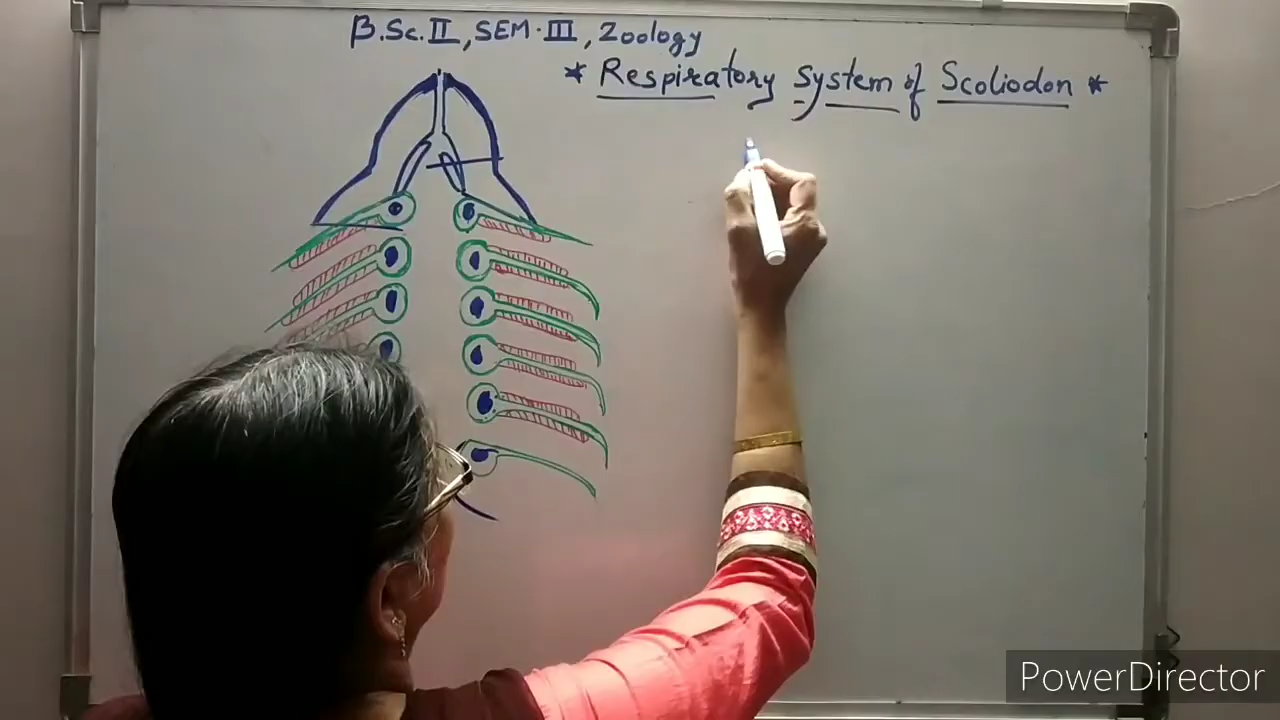 B.Sc.II, SEM.III, Zoology
* Respiratory System of Scoliodon *
PowerDirector